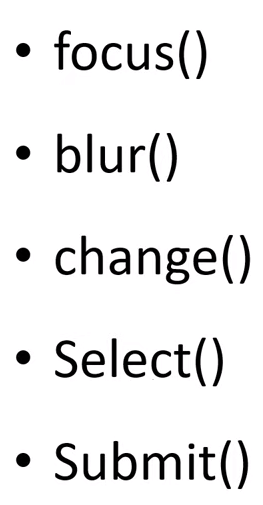 • focus()
• blur()
• change()
• Select()
• Submit()